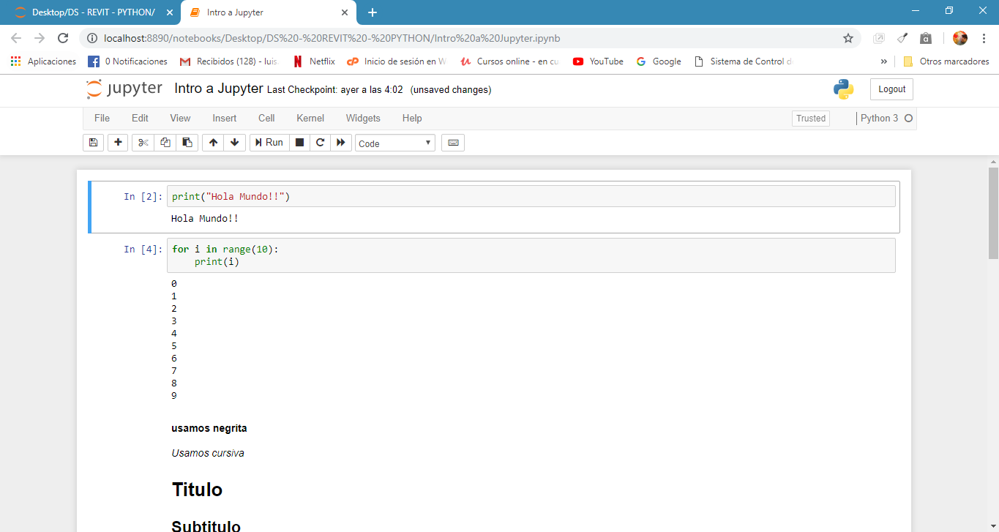 Desktop/DS - REVIT - PYTHON/
Intro a Jupyter
localhost:8890/notebooks/Desktop/DS%20-%20REVIT%20-%20PYTHON/Intro%20a%20Jupyter.ipynb
Aplicaciones 0 Notificaciones Recibidos (128) - luis Netflix Inicio de sesión en W Cursos online - en cu YouTube Google Sistema de Control d » Otros marcadores
jupyter Intro a Jupyter Last Checkpoint: ayer a las 4:02 (unsaved changes) Logout
File Edit View Insert Cell Kernel Widgets Help Trusted Python 3
Run Code
In [2]: print("Hola Mundo!!")
Hola Mundo!!
In [4]: for i in range(10):
print(i)
0
1
2
3
4
5
6
7
8
9
usamos negrita
Usamos cursiva
Titulo
Subtitulo